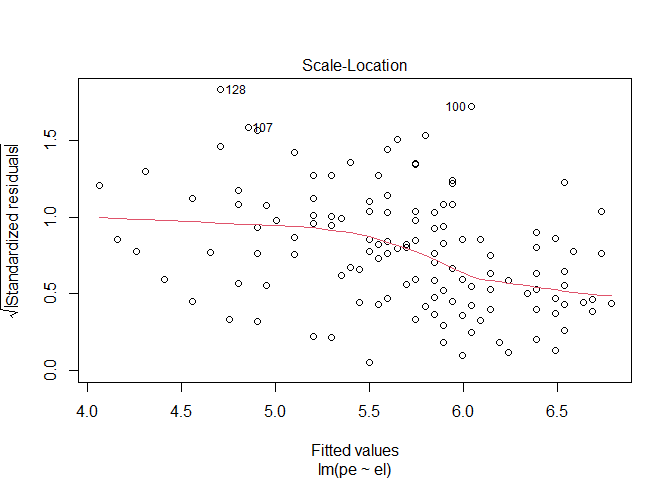 Scale-Location
√|Standardized residuals|
1.5
1.0
0.5
0.0
128
107
100
4.0 4.5 5.0 5.5 6.0 6.5
Fitted values
lm(pe ~ el)